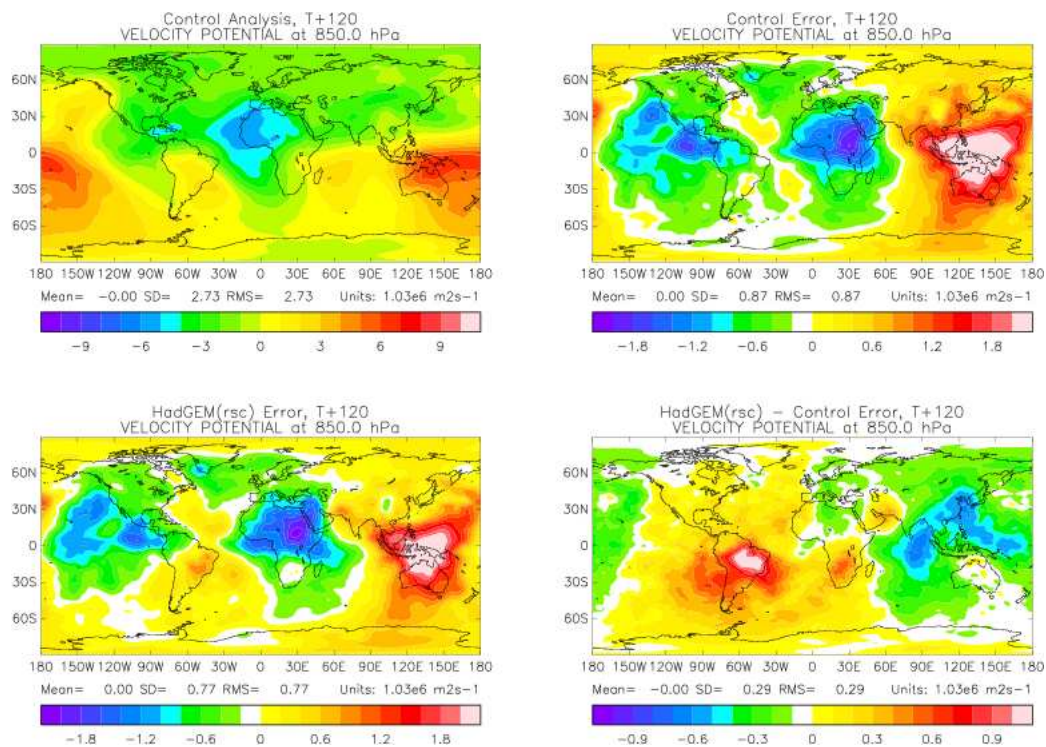 Control Analysis, T+120
VELOCITY POTENTIAL at 850.0 hPa
60N
30N
0
30S
60S
180 150W 120W 90W 60W 30W 0 30E 60E 90E 120E 150E 180
Mean= -0.00 SD= 2.73 RMS= 2.73 Units: 1.03e6 m2s-1
-9 -6 -3 0 3 6 9
Control Error, T+120
VELOCITY POTENTIAL at 850.0 hPa
60N
30N
0
30S
60S
180 150W 120W 90W 60W 30W 0 30E 60E 90E 120E 150E 180
Mean= 0.00 SD= 0.87 RMS= 0.87 Units: 1.03e6 m2s-1
-1.8 -1.2 -0.6 0 0.6 1.2 1.8
HadGEM(rsc) Error, T+120
VELOCITY POTENTIAL at 850.0 hPa
60N
30N
0
30S
60S
180 150W 120W 90W 60W 30W 0 30E 60E 90E 120E 150E 180
Mean= 0.00 SD= 0.77 RMS= 0.77 Units: 1.03e6 m2s-1
-1.8 -1.2 -0.6 0 0.6 1.2 1.8
HadGEM(rsc) - Control Error, T+120
VELOCITY POTENTIAL at 850.0 hPa
60N
30N
0
30S
60S
180 150W 120W 90W 60W 30W 0 30E 60E 90E 120E 150E 180
Mean= -0.00 SD= 0.29 RMS= 0.29 Units: 1.03e6 m2s-1
-0.9 -0.6 -0.3 0 0.3 0.6 0.9